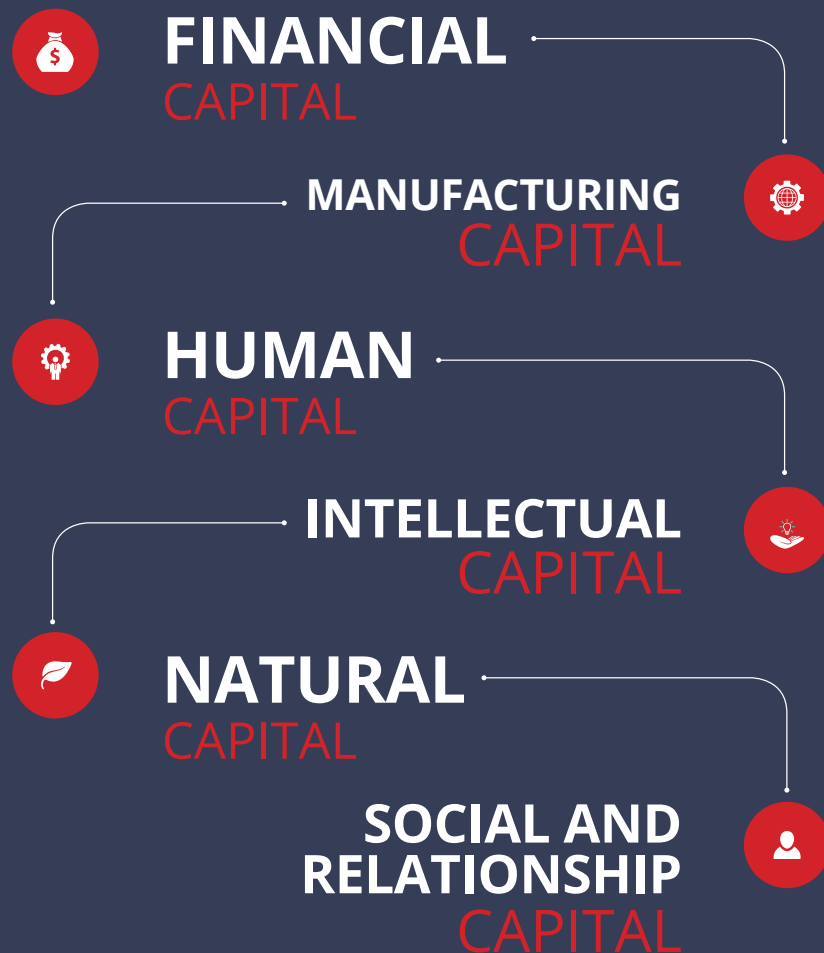 FINANCIAL
CAPITAL
MANUFACTURING
CAPITAL
HUMAN
CAPITAL
INTELLECTUAL
CAPITAL
NATURAL
CAPITAL
SOCIAL AND
RELATIONSHIP
CAPITAL